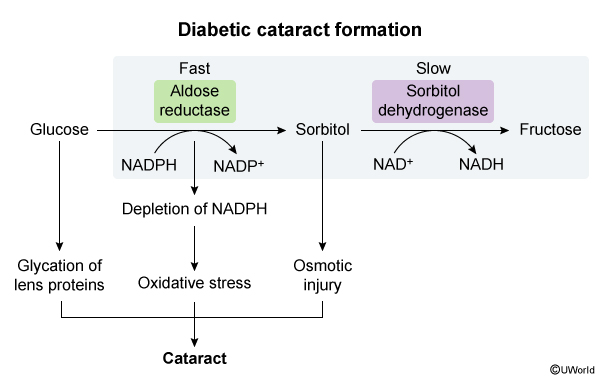 Diabetic cataract formation
Fast
Slow
Aldose
reductase
Sorbitol
dehydrogenase
Glucose
Sorbitol
Fructose
NADPH
NADP⁺
NAD⁺
NADH
Depletion of NADPH
Glycation of
lens proteins
Oxidative stress
Osmotic
injury
Cataract
©UWorld